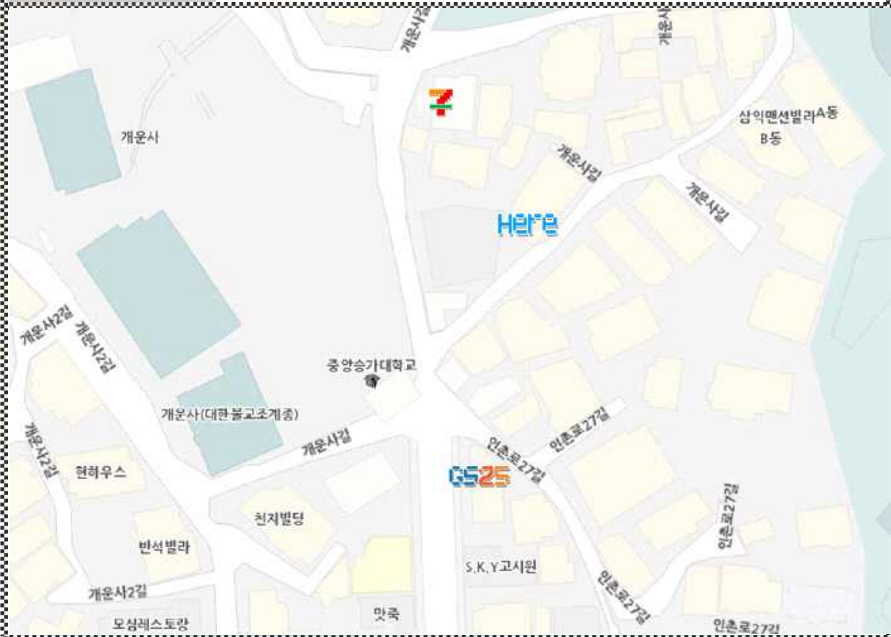 개운사길
개운사길
7
개운사
삼익맨션빌라A동
B동
개운사길
개운사길
Here
개운사2길
개운사2길
중앙승가대학교
개운사(대한불교조계종)
개운사길
인촌로27길
인촌로27길
개운사2길
현하우스
GS25
인촌로27길
천지빌딩
반석빌라
S.K.Y고시원
개운사2길
인촌로27길
모심레스토랑
맛죽
인촌로27길